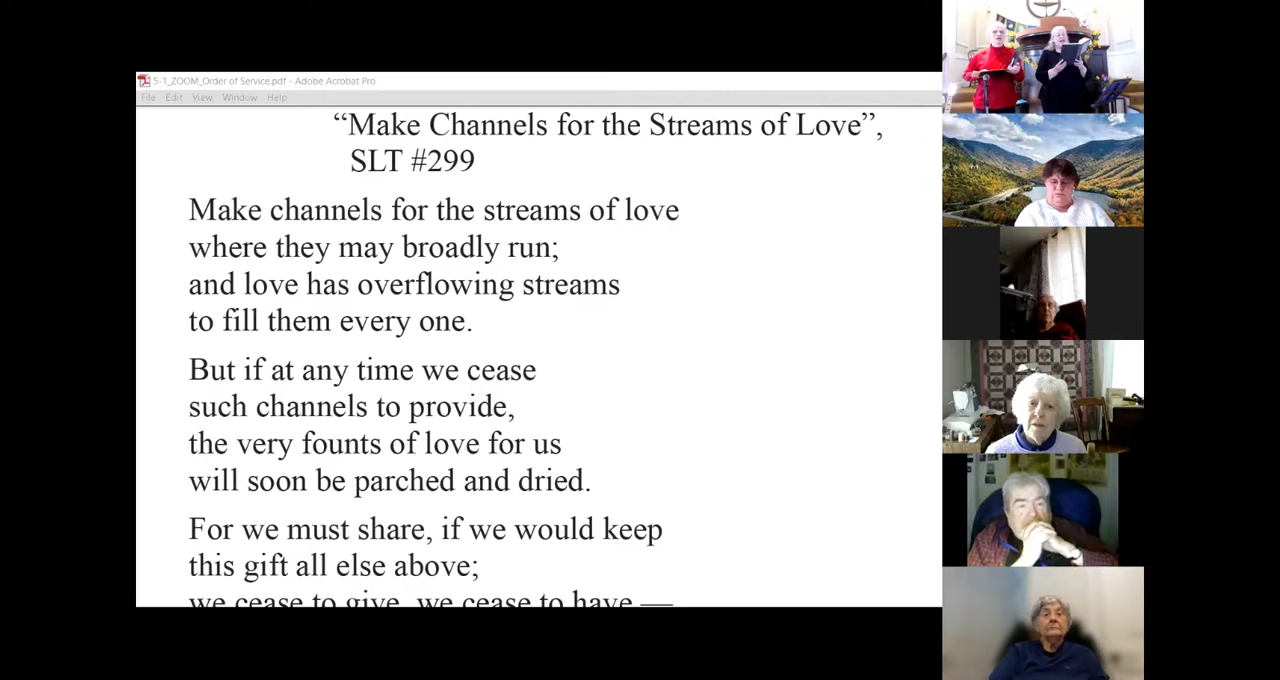 5-1_ZOOM_Order of Service.pdf - Adobe Acrobat Pro
File Edit View Window Help
“Make Channels for the Streams of Love”,
SLT #299
Make channels for the streams of love
where they may broadly run;
and love has overflowing streams
to fill them every one.
But if at any time we cease
such channels to provide,
the very founts of love for us
will soon be parched and dried.
For we must share, if we would keep
this gift all else above;
we cease to give, we cease to have —